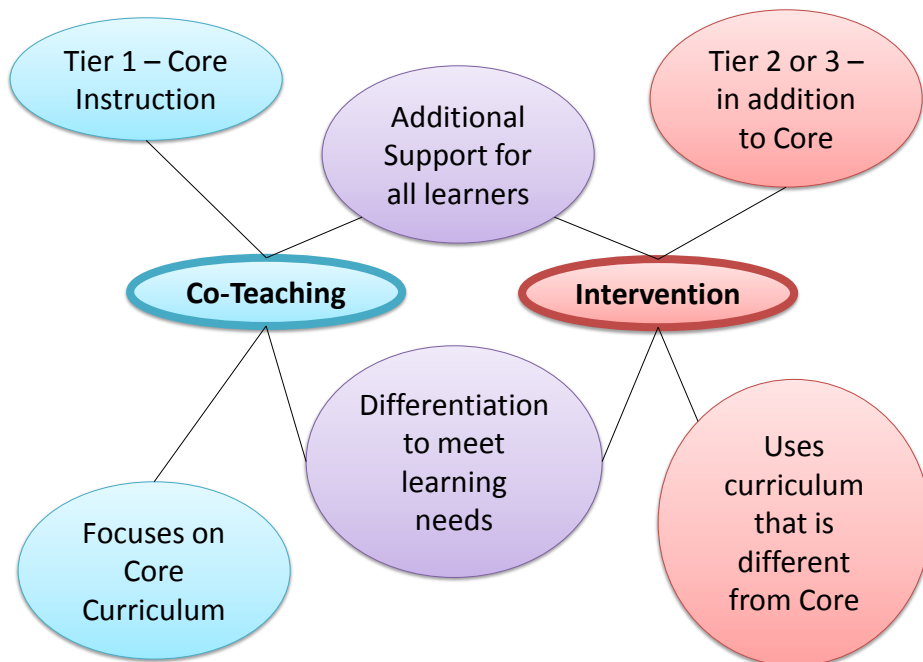 Tier 1 – Core
Instruction
Additional
Support for
all learners
Tier 2 or 3 –
in addition
to Core
Co-Teaching
Intervention
Focuses on
Core
Curriculum
Differentiation
to meet
learning
needs
Uses
curriculum
that is
different
from Core